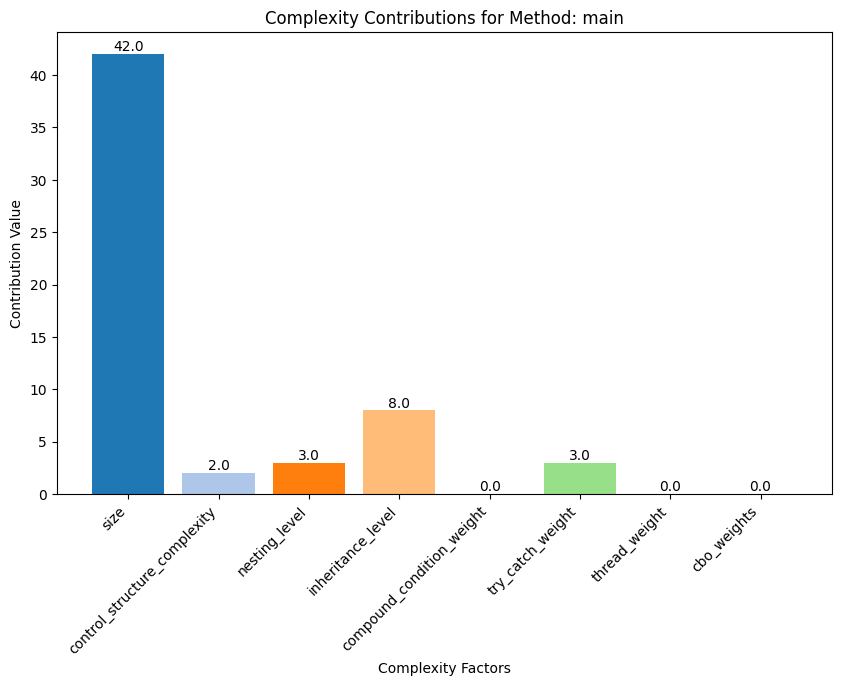 Complexity Contributions for Method: main
Contribution Value
40
35
30
25
20
15
10
5
0
42.0
2.0
3.0
8.0
0.0
3.0
0.0
0.0
size
control_structure_complexity
nesting_level
inheritance_level
compound_condition_weight
try_catch_weight
thread_weight
cbo_weights
Complexity Factors